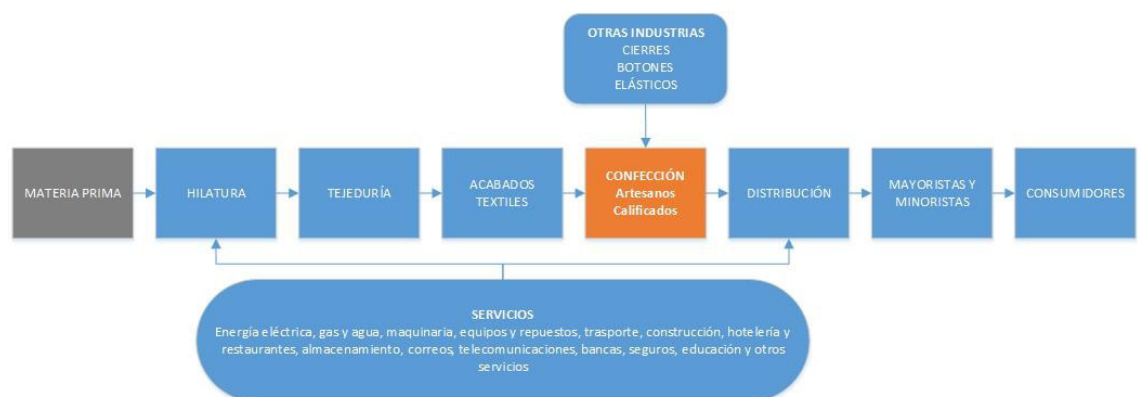 OTRAS INDUSTRIAS
CIERRES
BOTONES
ELÁSTICOS
MATERIA PRIMA
HILATURA
TEJEDURÍA
ACABADOS
TEXTILES
CONFECCIÓN
Artesanos
Calificados
DISTRIBUCIÓN
MAYORISTAS Y
MINORISTAS
CONSUMIDORES
SERVICIOS
Energía eléctrica, gas y agua, maquinaria, equipos y repuestos, trasporte, construcción, hotelería y
restaurantes, almacenamiento, correos, telecomunicaciones, bancas, seguros, educación y otros
servicios